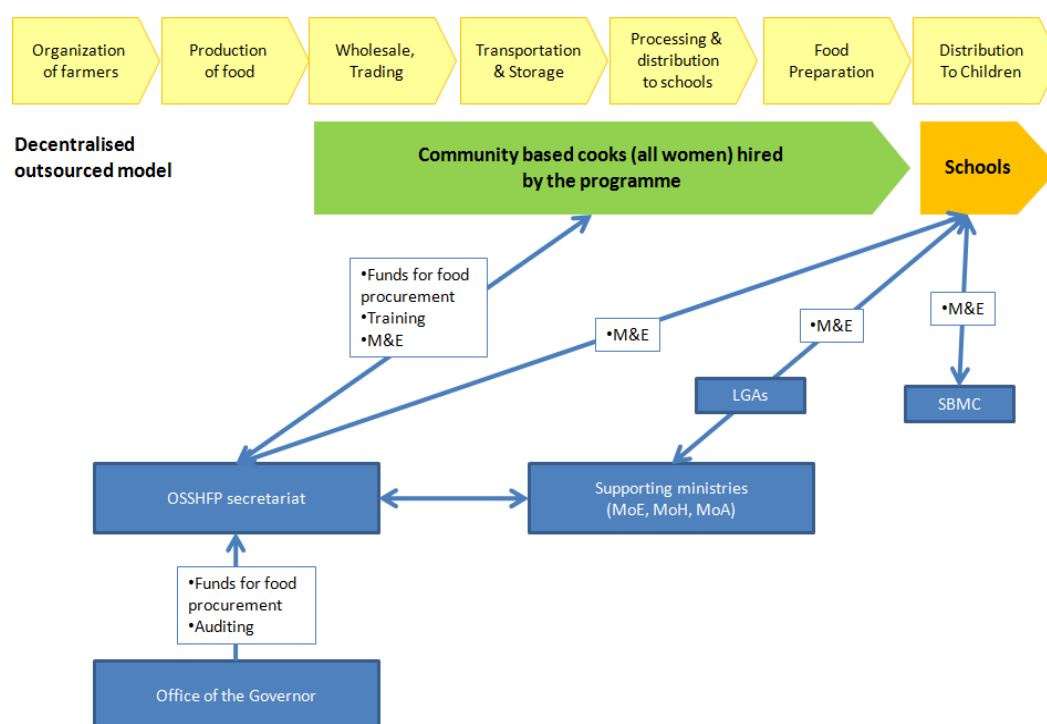 Organization
of farmers
Production
of food
Wholesale,
Trading
Transportation
& Storage
Processing &
distribution
to schools
Food
Preparation
Distribution
To Children
Decentralised
outsourced model
Community based cooks (all women) hired
by the programme
Schools
•Funds for food
procurement
•Training
•M&E
•M&E
•M&E
•M&E
LGAs
SBMC
OSSHFP secretariat
Supporting ministries
(MoE, MoH, MoA)
•Funds for food
procurement
•Auditing
Office of the Governor